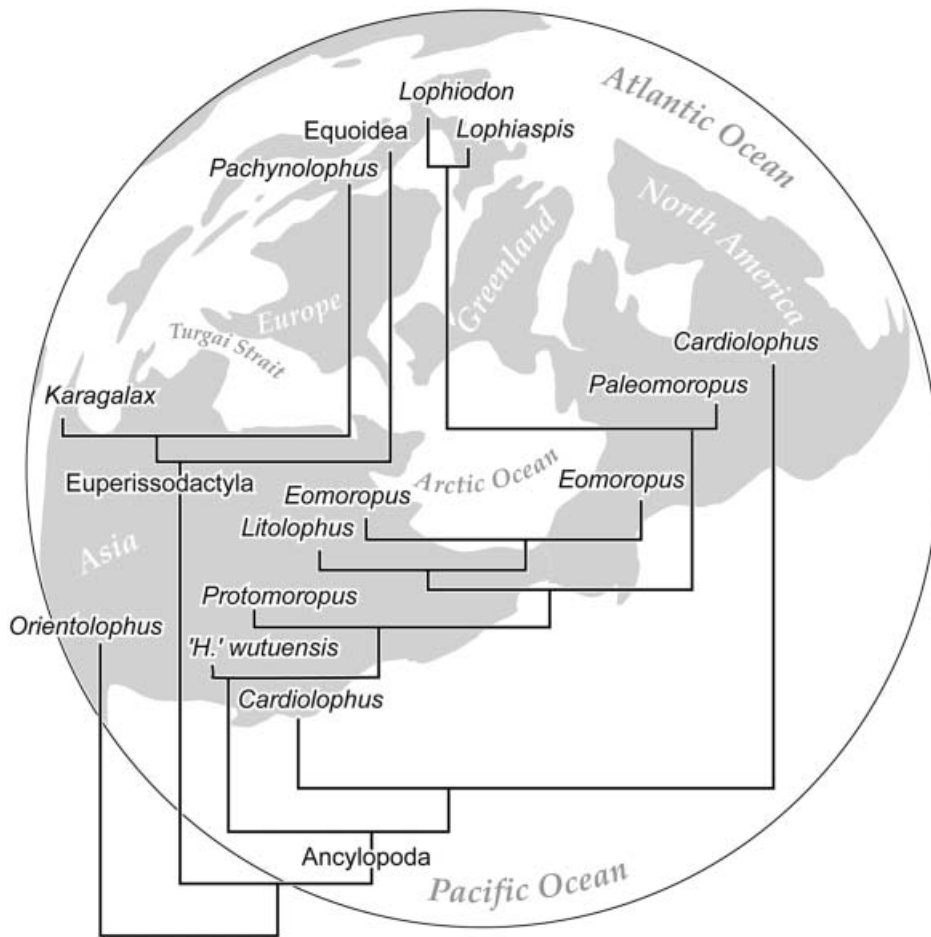 Atlantic Ocean
Lophiodon
Equoidea
Lophiaspis
Pachynolophus
North America
Greenland
Europe
Turgai Strait
Cardiolophus
Karagalax
Paleomoropus
Arctic Ocean
Euperissodactyla
Eomoropus
Eomoropus
Litolophus
Asia
Protomoropus
Orientolophus
'H.' wutuensis
Cardiolophus
Ancylopoda
Pacific Ocean